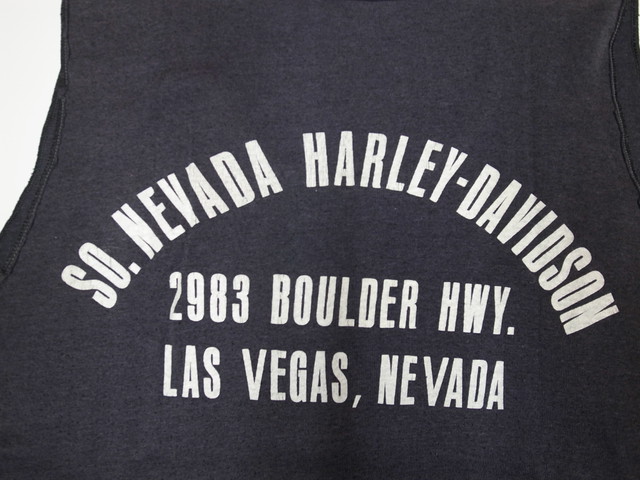 SO. NEVADA HARLEY-DAVIDSON
2983 BOULDER HWY.
LAS VEGAS, NEVADA